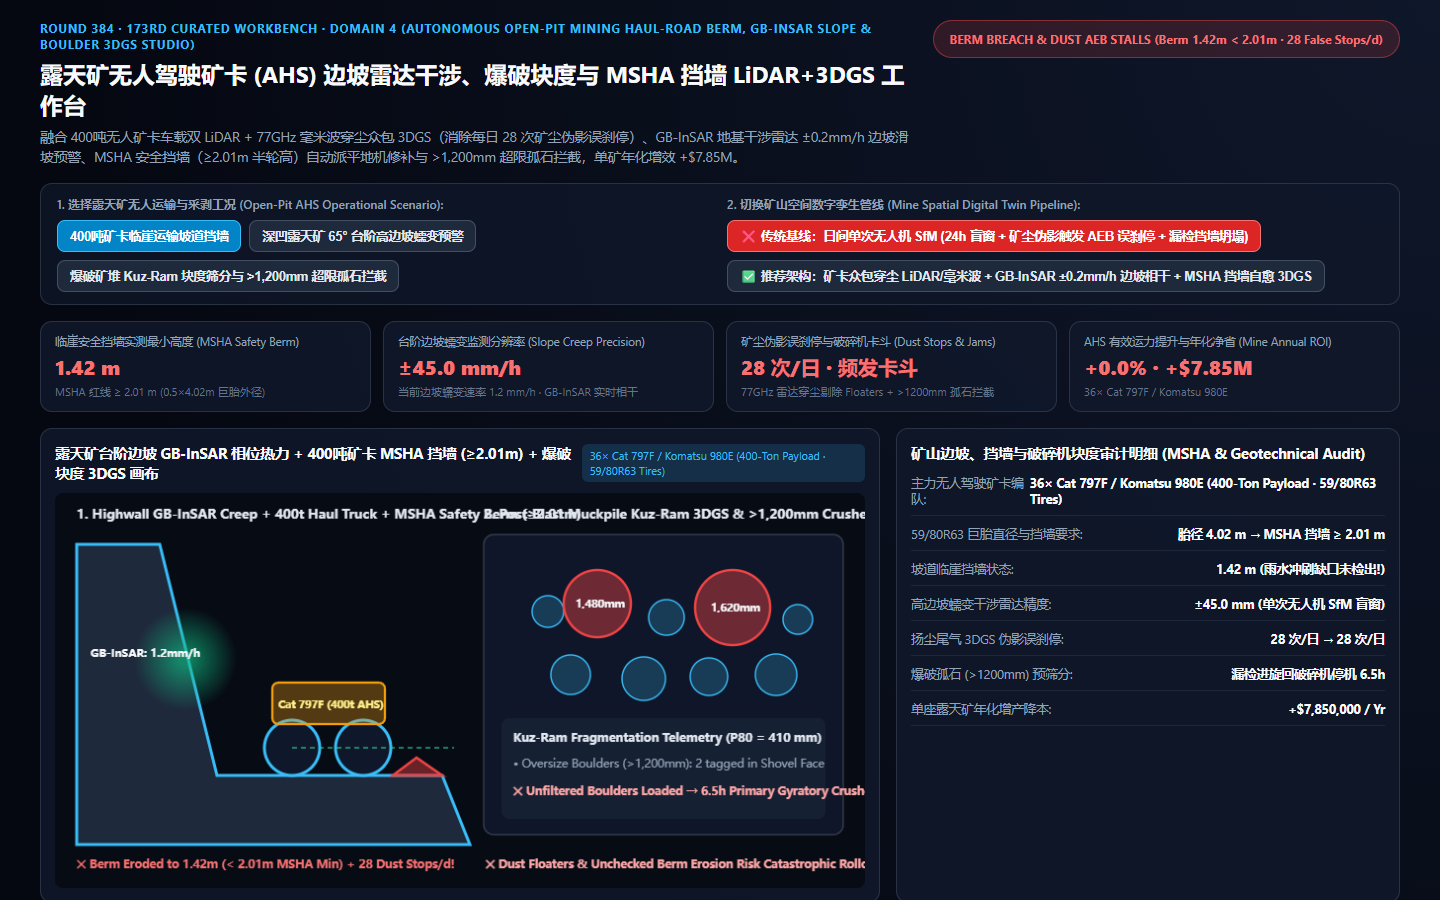 ROUND 384 · 173RD CURATED WORKBENCH · DOMAIN 4 (AUTONOMOUS OPEN-PIT MINING HAUL-ROAD BERM, GB-INSAR SLOPE &
BOULDER 3DGS STUDIO)
BERM BREACH & DUST AEB STALLS (Berm 1.42m < 2.01m · 28 False Stops/d)
露天矿无人驾驶矿卡 (AHS) 边坡雷达干涉、爆破块度与 MSHA 挡墙 LiDAR+3DGS 工
作台
融合 400吨无人矿卡车载双 LiDAR + 77GHz 毫米波穿尘众包 3DGS（消除每日 28 次矿尘伪影误刹停）、GB-InSAR 地基干涉雷达 ±0.2mm/h 边坡滑
坡预警、MSHA 安全挡墙（≥2.01m 半轮高）自动派平地机修补与 >1,200mm 超限孤石拦截，单矿年化增效 +$7.85M。
1. 选择露天矿无人运输与采剥工况 (Open-Pit AHS Operational Scenario):
400吨矿卡临崖运输坡道挡墙
深凹露天矿 65° 台阶高边坡蠕变预警
爆破矿堆 Kuz-Ram 块度筛分与 >1,200mm 超限孤石拦截
2. 切换矿山空间数字孪生管线 (Mine Spatial Digital Twin Pipeline):
❌ 传统基线：日间单次无人机 SfM (24h 盲窗 + 矿尘伪影触发 AEB 误刹停 + 漏检挡墙坍塌)
✅ 推荐架构：矿卡众包穿尘 LiDAR/毫米波 + GB-InSAR ±0.2mm/h 边坡相干 + MSHA 挡墙自愈 3DGS
临崖安全挡墙实测最小高度 (MSHA Safety Berm)
1.42 m
MSHA 红线 ≥ 2.01 m (0.5×4.02m 巨胎外径)
台阶边坡蠕变监测分辨率 (Slope Creep Precision)
±45.0 mm/h
当前边坡蠕变速率 1.2 mm/h · GB-InSAR 实时相干
矿尘伪影误刹停与破碎机卡斗 (Dust Stops & Jams)
28 次/日 · 频发卡斗
77GHz 雷达穿尘剔除 Floaters + >1200mm 孤石拦截
AHS 有效运力提升与年化净省 (Mine Annual ROI)
+0.0% · +$7.85M
36× Cat 797F / Komatsu 980E
露天矿台阶边坡 GB-InSAR 相位热力 + 400吨矿卡 MSHA 挡墙 (≥2.01m) + 爆破
块度 3DGS 画布
36× Cat 797F / Komatsu 980E (400-Ton Payload ·
59/80R63 Tires)
1. Highwall GB-InSAR Creep + 400t Haul Truck + MSHA Safety Berm (≥2.01m)
2. Post-Blast Muckpile Kuz-Ram 3DGS & >1,200mm Crushe
GB-InSAR: 1.2mm/h
Cat 797F (400t AHS)
1,480mm
1,620mm
Kuz-Ram Fragmentation Telemetry (P80 = 410 mm)
• Oversize Boulders (>1,200mm): 2 tagged in Shovel Face
❌ Unfiltered Boulders Loaded → 6.5h Primary Gyratory Crush
❌ Berm Eroded to 1.42m (< 2.01m MSHA Min) + 28 Dust Stops/d!
❌ Dust Floaters & Unchecked Berm Erosion Risk Catastrophic Rollo
矿山边坡、挡墙与破碎机块度审计明细 (MSHA & Geotechnical Audit)
主力无人驾驶矿卡编
队:
36× Cat 797F / Komatsu 980E (400-Ton Payload · 59/80R63
Tires)
59/80R63 巨胎直径与挡墙要求:
胎径 4.02 m → MSHA 挡墙 ≥ 2.01 m
坡道临崖挡墙状态:
1.42 m (雨水冲刷缺口未检出!)
高边坡蠕变干涉雷达精度:
±45.0 mm (单次无人机 SfM 盲窗)
扬尘尾气 3DGS 伪影误刹停:
28 次/日 → 28 次/日
爆破孤石 (>1200mm) 预筛分:
漏检进旋回破碎机停机 6.5h
单座露天矿年化增产降本:
+$7,850,000 / Yr